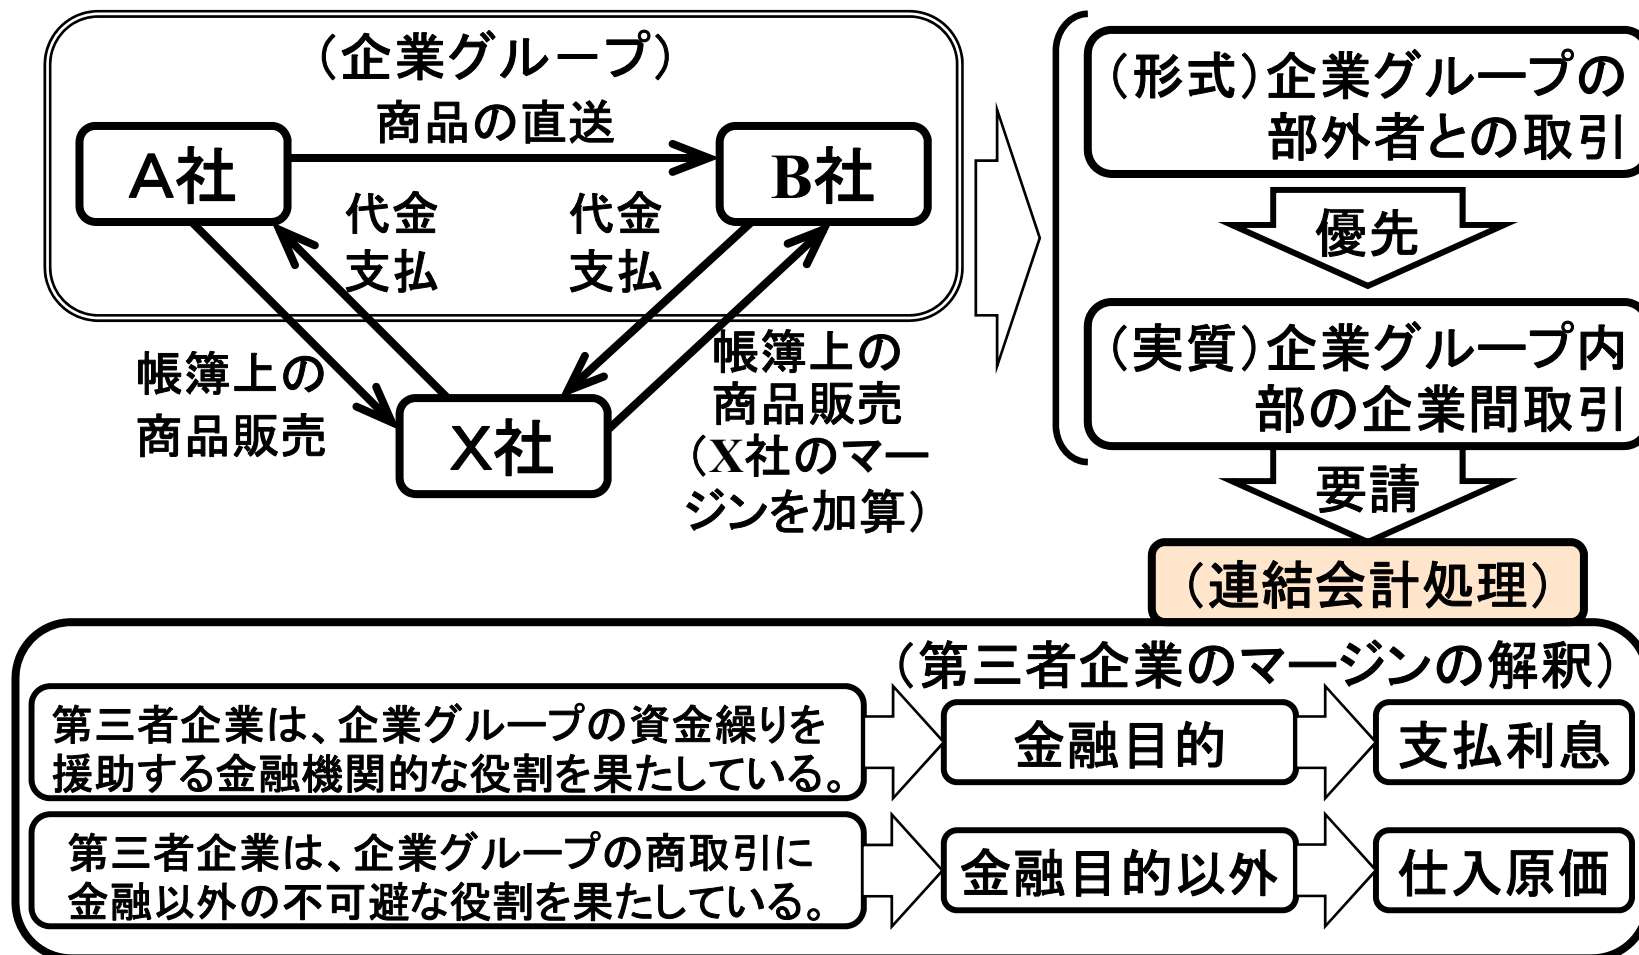 （企業グループ）
商品の直送
A社
B社
代金
支払
代金
支払
帳簿上の
商品販売
X社
帳簿上の
商品販売
（X社のマー
ジンを加算）
（形式）企業グループの
部外者との取引
優先
（実質）企業グループ内
部の企業間取引
要請
（連結会計処理）
（第三者企業のマージンの解釈）
第三者企業は、企業グループの資金繰りを
援助する金融機関的な役割を果たしている。
金融目的
支払利息
第三者企業は、企業グループの商取引に
金融以外の不可避な役割を果たしている。
金融目的以外
仕入原価